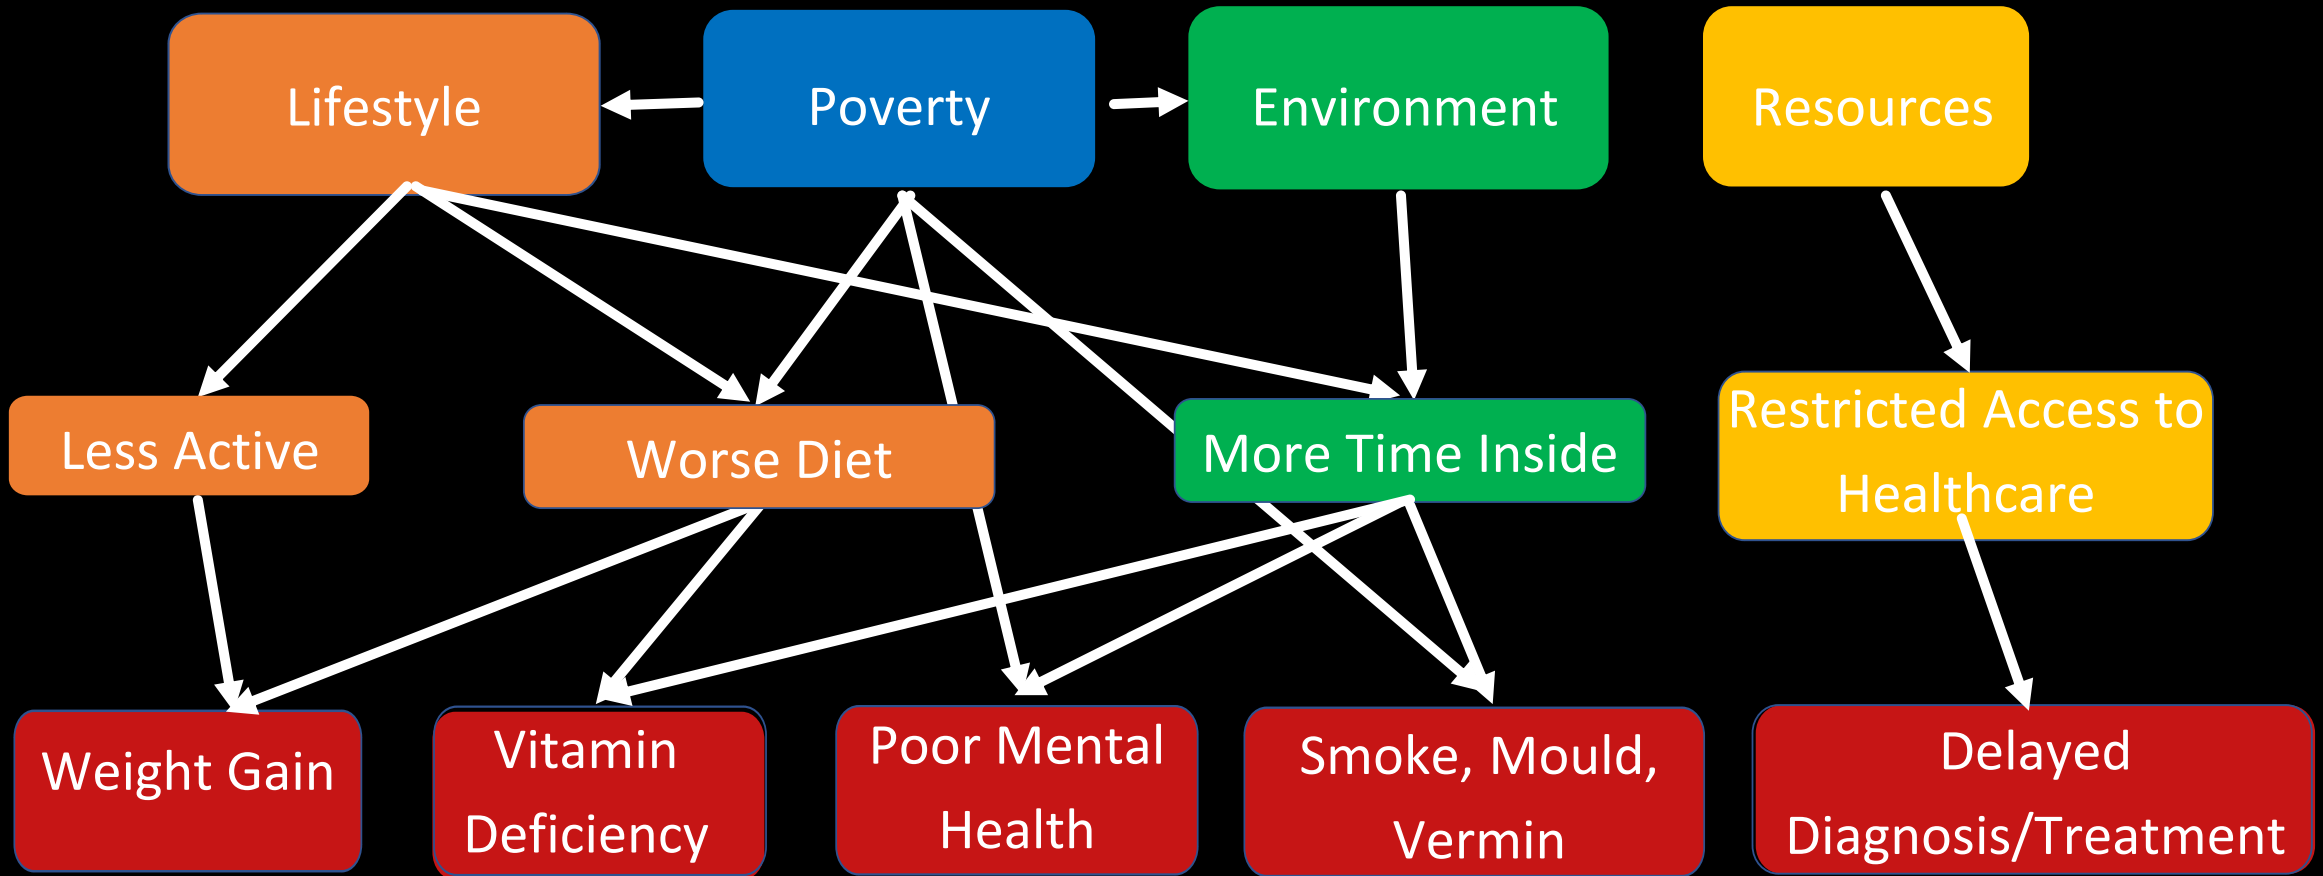 Lifestyle
Poverty
Environment
Resources
Less Active
Worse Diet
More Time Inside
Restricted Access to
Healthcare
Weight Gain
Vitamin
Deficiency
Poor Mental
Health
Smoke, Mould,
Vermin
Delayed
Diagnosis/Treatment